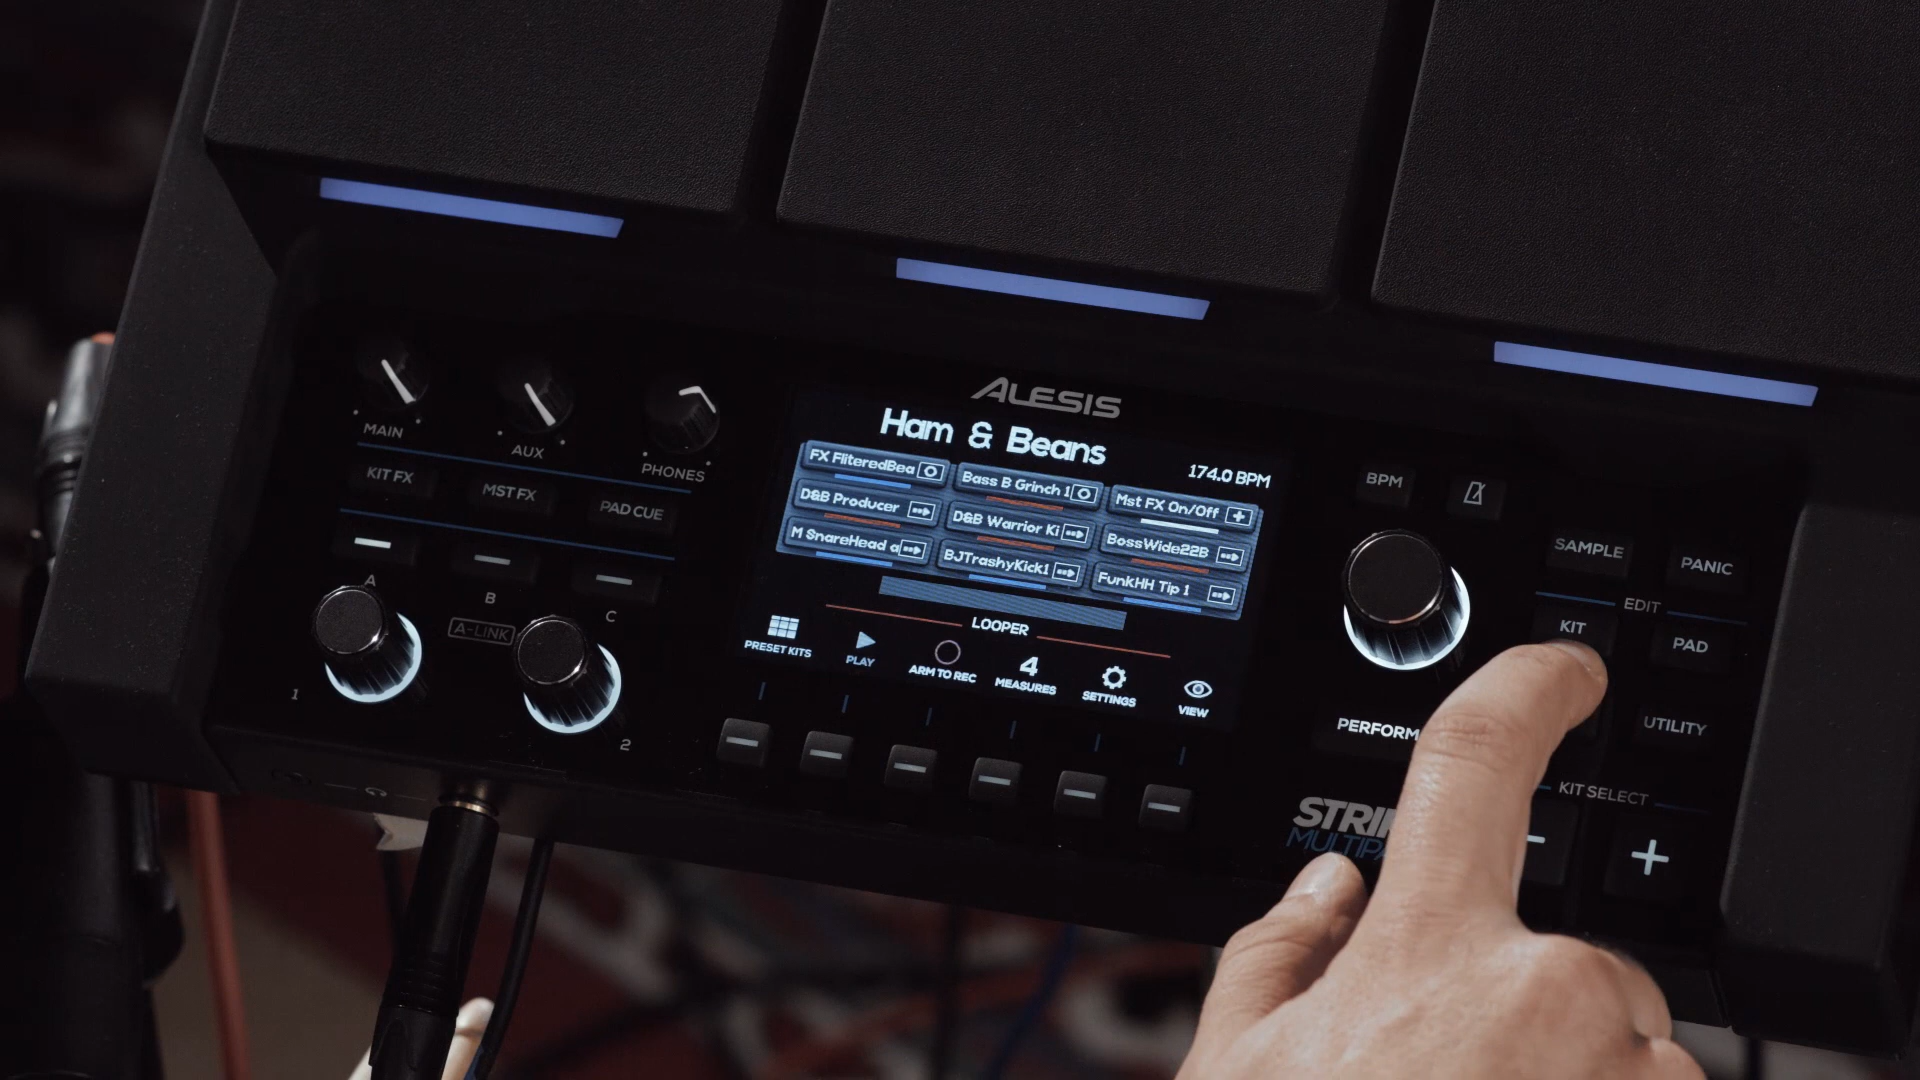 MAIN
AUX
PHONES
KIT FX
MST FX
PAD CUE
A
B
C
A-LINK
1
2
ALESIS
Ham & Beans
174.0 BPM
FX FliteredBea
Bass B Grinch 1
Mst FX On/Off
D&B Producer
D&B Warrior Ki
BossWide22B
M SnareHead a
BJTrashyKick1
FunkHH Tip 1
LOOPER
PRESET KITS
PLAY
ARM TO REC
4
MEASURES
SETTINGS
VIEW
BPM
SAMPLE
PANIC
EDIT
KIT
PAD
PERFORM
UTILITY
KIT SELECT
- +
STRI
MULTIPA